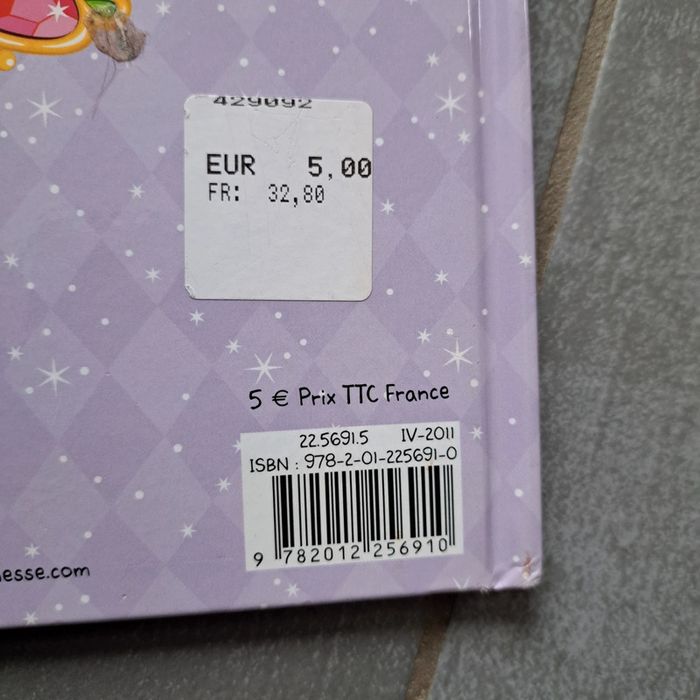 429092
EUR 5,00
FR: 32,80
5 € Prix TTC France
22.5691.5 IV-2011
ISBN : 978-2-01-225691-0
9 782012 256910
esse.com